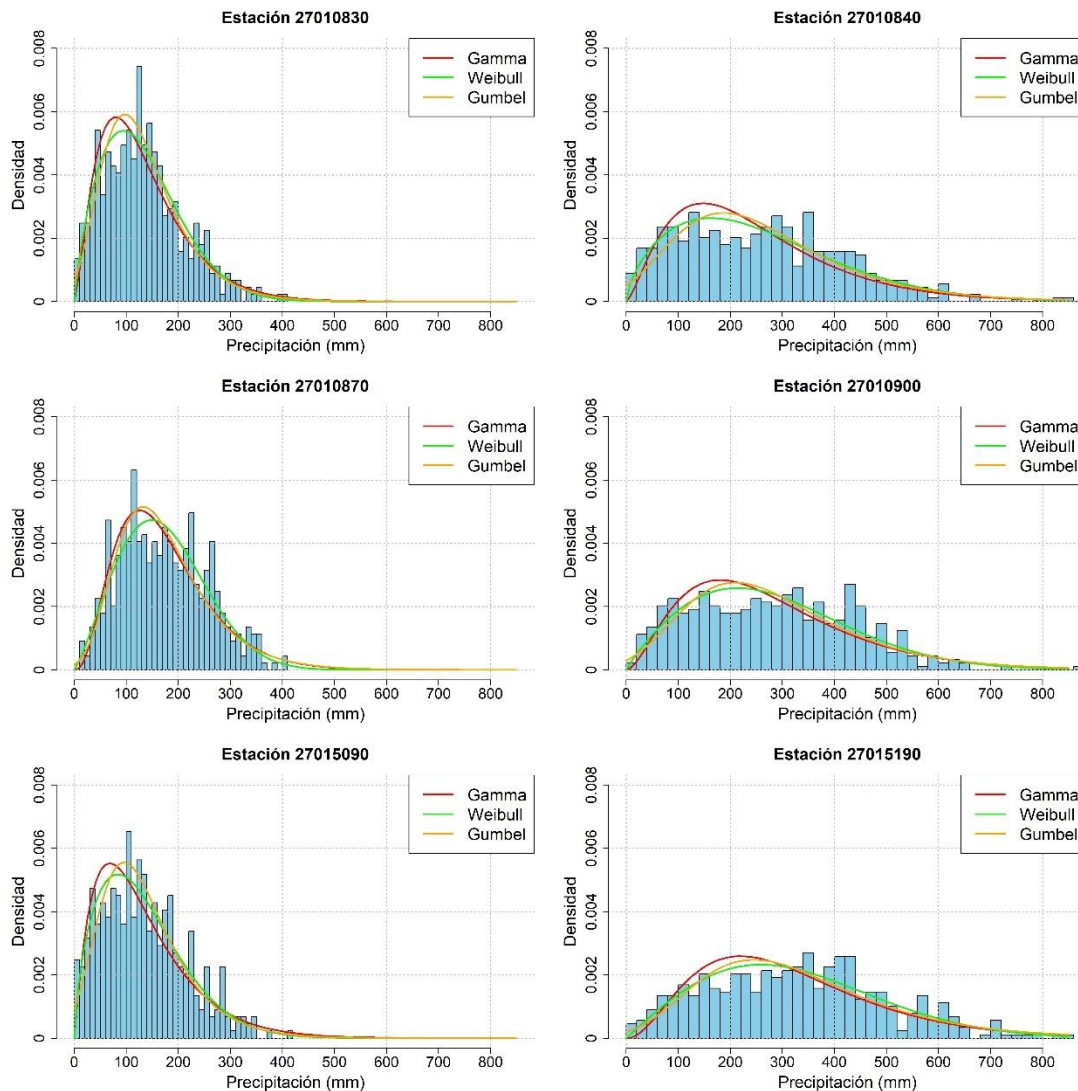 Estación 27010830
Densidad
0.008
0.006
0.004
0.002
0
Gamma
Weibull
Gumbel
0 100 200 300 400 500 600 700 800
Precipitación (mm)
Estación 27010840
Densidad
0.008
0.006
0.004
0.002
0
Gamma
Weibull
Gumbel
0 100 200 300 400 500 600 700 800
Precipitación (mm)
Estación 27010870
Densidad
0.008
0.006
0.004
0.002
0
Gamma
Weibull
Gumbel
0 100 200 300 400 500 600 700 800
Precipitación (mm)
Estación 27010900
Densidad
0.008
0.006
0.004
0.002
0
Gamma
Weibull
Gumbel
0 100 200 300 400 500 600 700 800
Precipitación (mm)
Estación 27015090
Densidad
0.008
0.006
0.004
0.002
0
Gamma
Weibull
Gumbel
0 100 200 300 400 500 600 700 800
Precipitación (mm)
Estación 27015190
Densidad
0.008
0.006
0.004
0.002
0
Gamma
Weibull
Gumbel
0 100 200 300 400 500 600 700 800
Precipitación (mm)